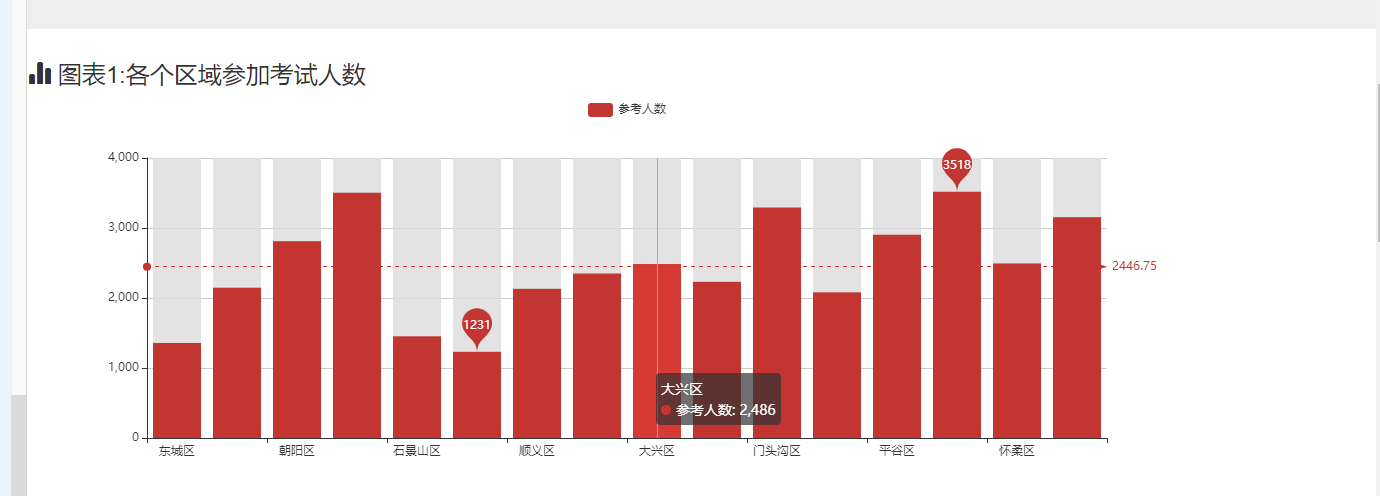 图表1:各个区域参加考试人数
参考人数
4,000
3518
3,000
2446.75
2,000
1231
1,000
大兴区
参考人数: 2,486
0
东城区 朝阳区 石景山区 顺义区 大兴区 门头沟区 平谷区 怀柔区